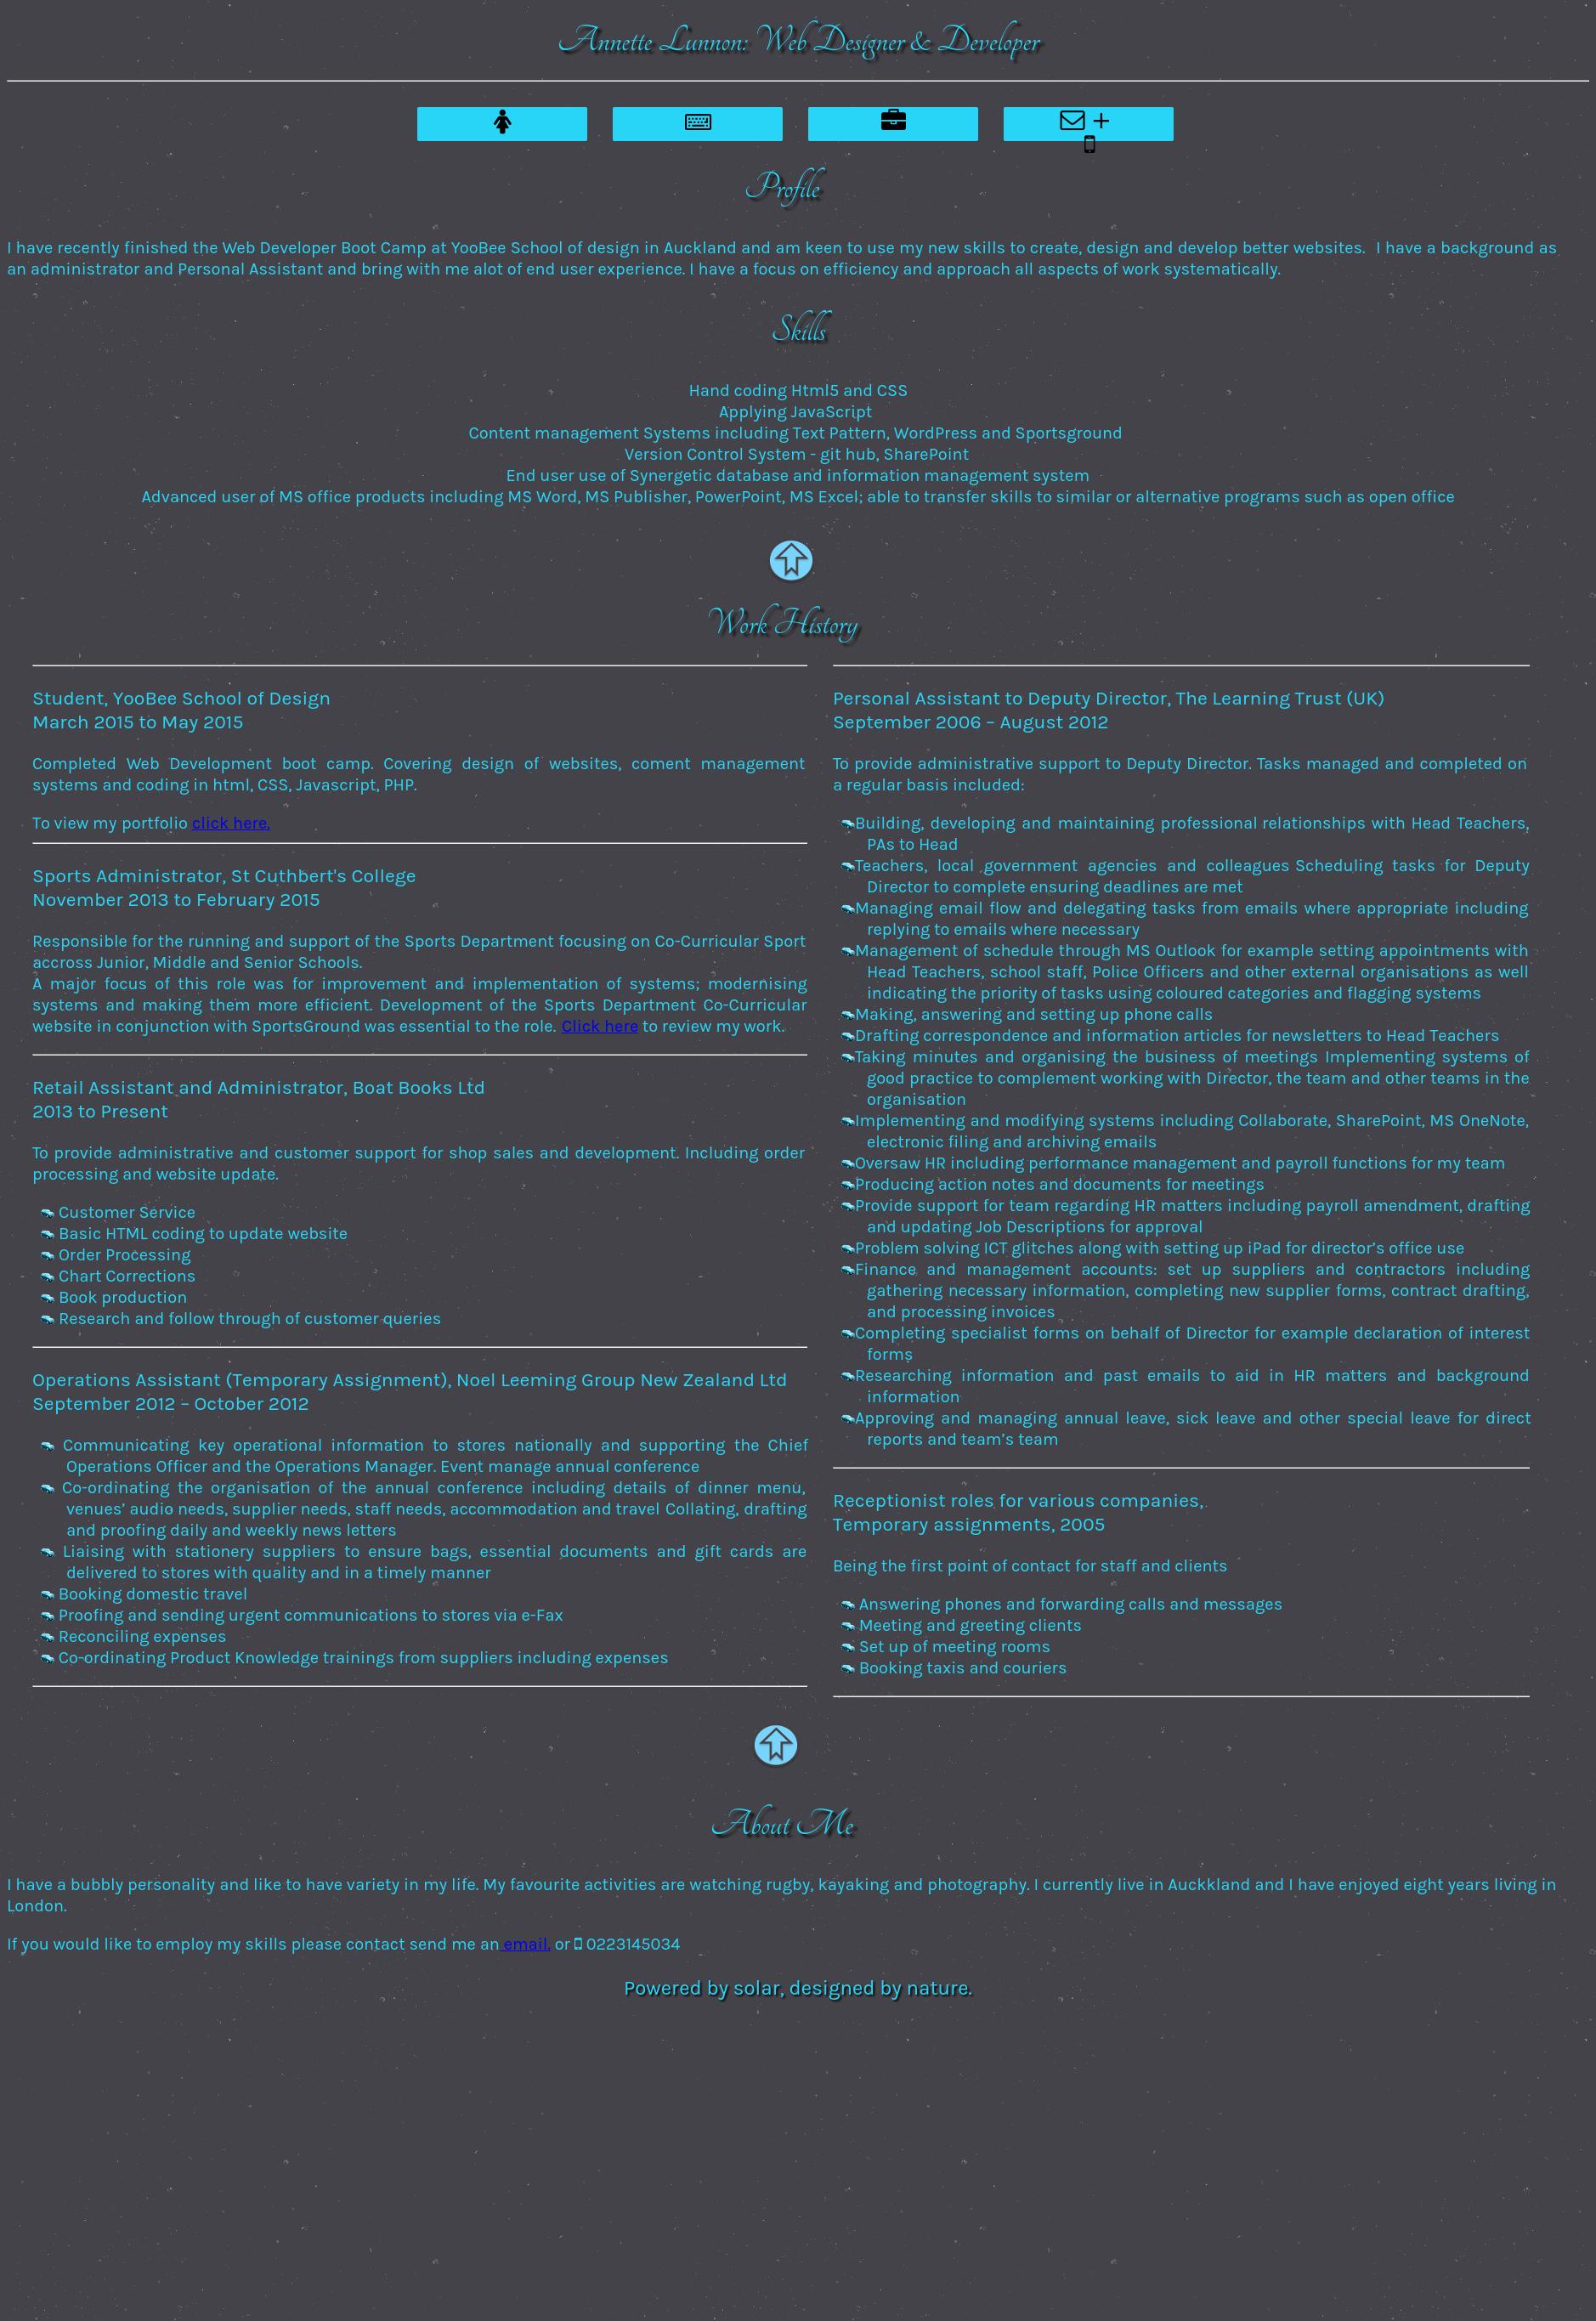 Annette Lunnon: Web Designer & Developer
+
Profile
I have recently finished the Web Developer Boot Camp at YooBee School of design in Auckland and am keen to use my new skills to create, design and develop better websites. I have a background as
an administrator and Personal Assistant and bring with me alot of end user experience. I have a focus on efficiency and approach all aspects of work systematically.
Skills
Hand coding Html5 and CSS
Applying JavaScript
Content management Systems including Text Pattern, WordPress and Sportsground
Version Control System - git hub, SharePoint
End user use of Synergetic database and information management system
Advanced user of MS office products including MS Word, MS Publisher, PowerPoint, MS Excel; able to transfer skills to similar or alternative programs such as open office
Work History
Student, YooBee School of Design
March 2015 to May 2015
Completed Web Development boot camp. Covering design of websites, coment management
systems and coding in html, CSS, Javascript, PHP.
To view my portfolio click here.
Sports Administrator, St Cuthbert's College
November 2013 to February 2015
Responsible for the running and support of the Sports Department focusing on Co-Curricular Sport
accross Junior, Middle and Senior Schools.
A major focus of this role was for improvement and implementation of systems; modernising
systems and making them more efficient. Development of the Sports Department Co-Curricular
website in conjunction with SportsGround was essential to the role. Click here to review my work.
Retail Assistant and Administrator, Boat Books Ltd
2013 to Present
To provide administrative and customer support for shop sales and development. Including order
processing and website update.
Customer Service
Basic HTML coding to update website
Order Processing
Chart Corrections
Book production
Research and follow through of customer queries
Operations Assistant (Temporary Assignment), Noel Leeming Group New Zealand Ltd
September 2012 – October 2012
Communicating key operational information to stores nationally and supporting the Chief
Operations Officer and the Operations Manager. Event manage annual conference
Co-ordinating the organisation of the annual conference including details of dinner menu,
venues’ audio needs, supplier needs, staff needs, accommodation and travel Collating, drafting
and proofing daily and weekly news letters
Liaising with stationery suppliers to ensure bags, essential documents and gift cards are
delivered to stores with quality and in a timely manner
Booking domestic travel
Proofing and sending urgent communications to stores via e-Fax
Reconciling expenses
Co-ordinating Product Knowledge trainings from suppliers including expenses
Personal Assistant to Deputy Director, The Learning Trust (UK)
September 2006 – August 2012
To provide administrative support to Deputy Director. Tasks managed and completed on
a regular basis included:
Building, developing and maintaining professional relationships with Head Teachers,
PAs to Head
Teachers, local government agencies and colleagues Scheduling tasks for Deputy
Director to complete ensuring deadlines are met
Managing email flow and delegating tasks from emails where appropriate including
replying to emails where necessary
Management of schedule through MS Outlook for example setting appointments with
Head Teachers, school staff, Police Officers and other external organisations as well
indicating the priority of tasks using coloured categories and flagging systems
Making, answering and setting up phone calls
Drafting correspondence and information articles for newsletters to Head Teachers
Taking minutes and organising the business of meetings Implementing systems of
good practice to complement working with Director, the team and other teams in the
organisation
Implementing and modifying systems including Collaborate, SharePoint, MS OneNote,
electronic filing and archiving emails
Oversaw HR including performance management and payroll functions for my team
Producing action notes and documents for meetings
Provide support for team regarding HR matters including payroll amendment, drafting
and updating Job Descriptions for approval
Problem solving ICT glitches along with setting up iPad for director’s office use
Finance and management accounts: set up suppliers and contractors including
gathering necessary information, completing new supplier forms, contract drafting,
and processing invoices
Completing specialist forms on behalf of Director for example declaration of interest
forms
Researching information and past emails to aid in HR matters and background
information
Approving and managing annual leave, sick leave and other special leave for direct
reports and team’s team
Receptionist roles for various companies,
Temporary assignments, 2005
Being the first point of contact for staff and clients
Answering phones and forwarding calls and messages
Meeting and greeting clients
Set up of meeting rooms
Booking taxis and couriers
About Me
I have a bubbly personality and like to have variety in my life. My favourite activities are watching rugby, kayaking and photography. I currently live in Auckkland and I have enjoyed eight years living in
London.
If you would like to employ my skills please contact send me an email. or 0223145034
Powered by solar, designed by nature.